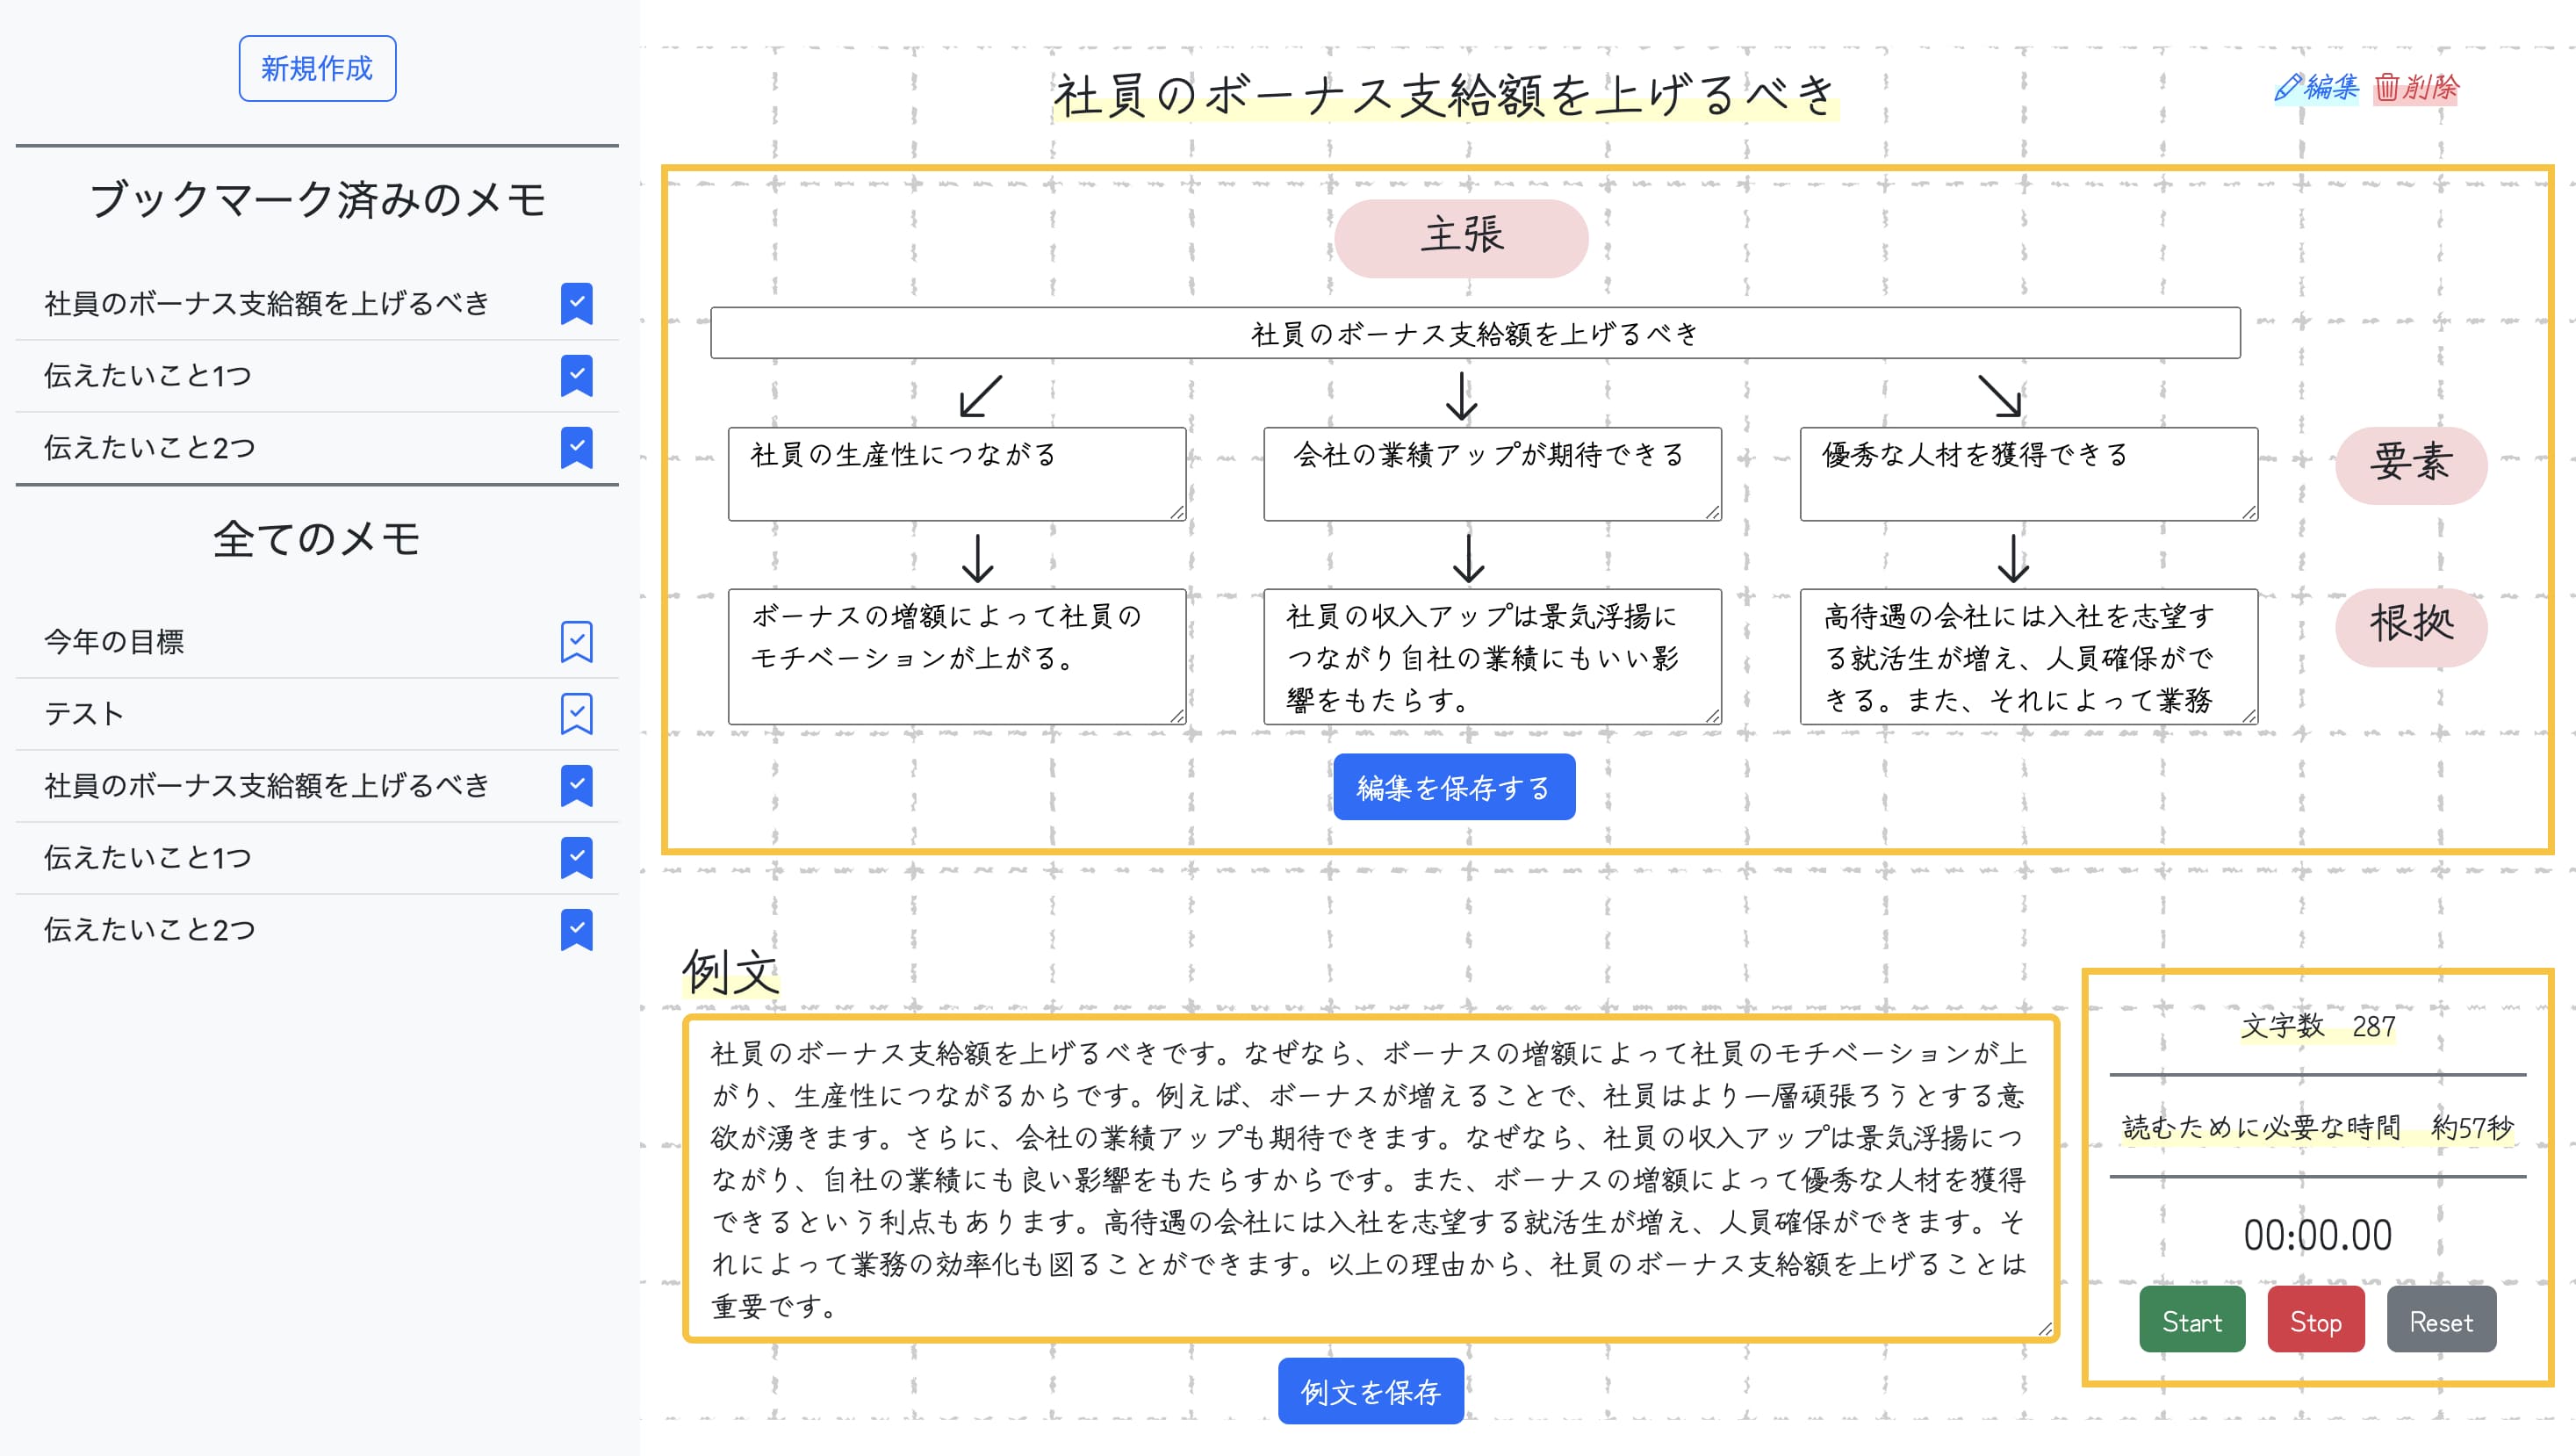 新規作成
ブックマーク済みのメモ
社員のボーナス支給額を上げるべき
伝えたいこと1つ
伝えたいこと2つ
全てのメモ
今年の目標
テスト
社員のボーナス支給額を上げるべき
伝えたいこと1つ
伝えたいこと2つ
社員のボーナス支給額を上げるべき
編集 削除
主張
社員のボーナス支給額を上げるべき
社員の生産性につながる
会社の業績アップが期待できる
優秀な人材を獲得できる
要素
ボーナスの増額によって社員の
モチベーションが上がる。
社員の収入アップは景気浮揚に
つながり自社の業績にもいい影
響をもたらす。
高待遇の会社には入社を志望す
る就活生が増え、人員確保がで
きる。また、それによって業務
根拠
編集を保存する
例文
社員のボーナス支給額を上げるべきです。なぜなら、ボーナスの増額によって社員のモチベーションが上
がり、生産性につながるからです。例えば、ボーナスが増えることで、社員はより一層頑張ろうとする意
欲が湧きます。さらに、会社の業績アップも期待できます。なぜなら、社員の収入アップは景気浮揚につ
ながり、自社の業績にも良い影響をもたらすからです。また、ボーナスの増額によって優秀な人材を獲得
できるという利点もあります。高待遇の会社には入社を志望する就活生が増え、人員確保ができます。そ
れによって業務の効率化も図ることができます。以上の理由から、社員のボーナス支給額を上げることは
重要です。
例文を保存
文字数 287
読むために必要な時間 約57秒
00:00.00
Start Stop Reset